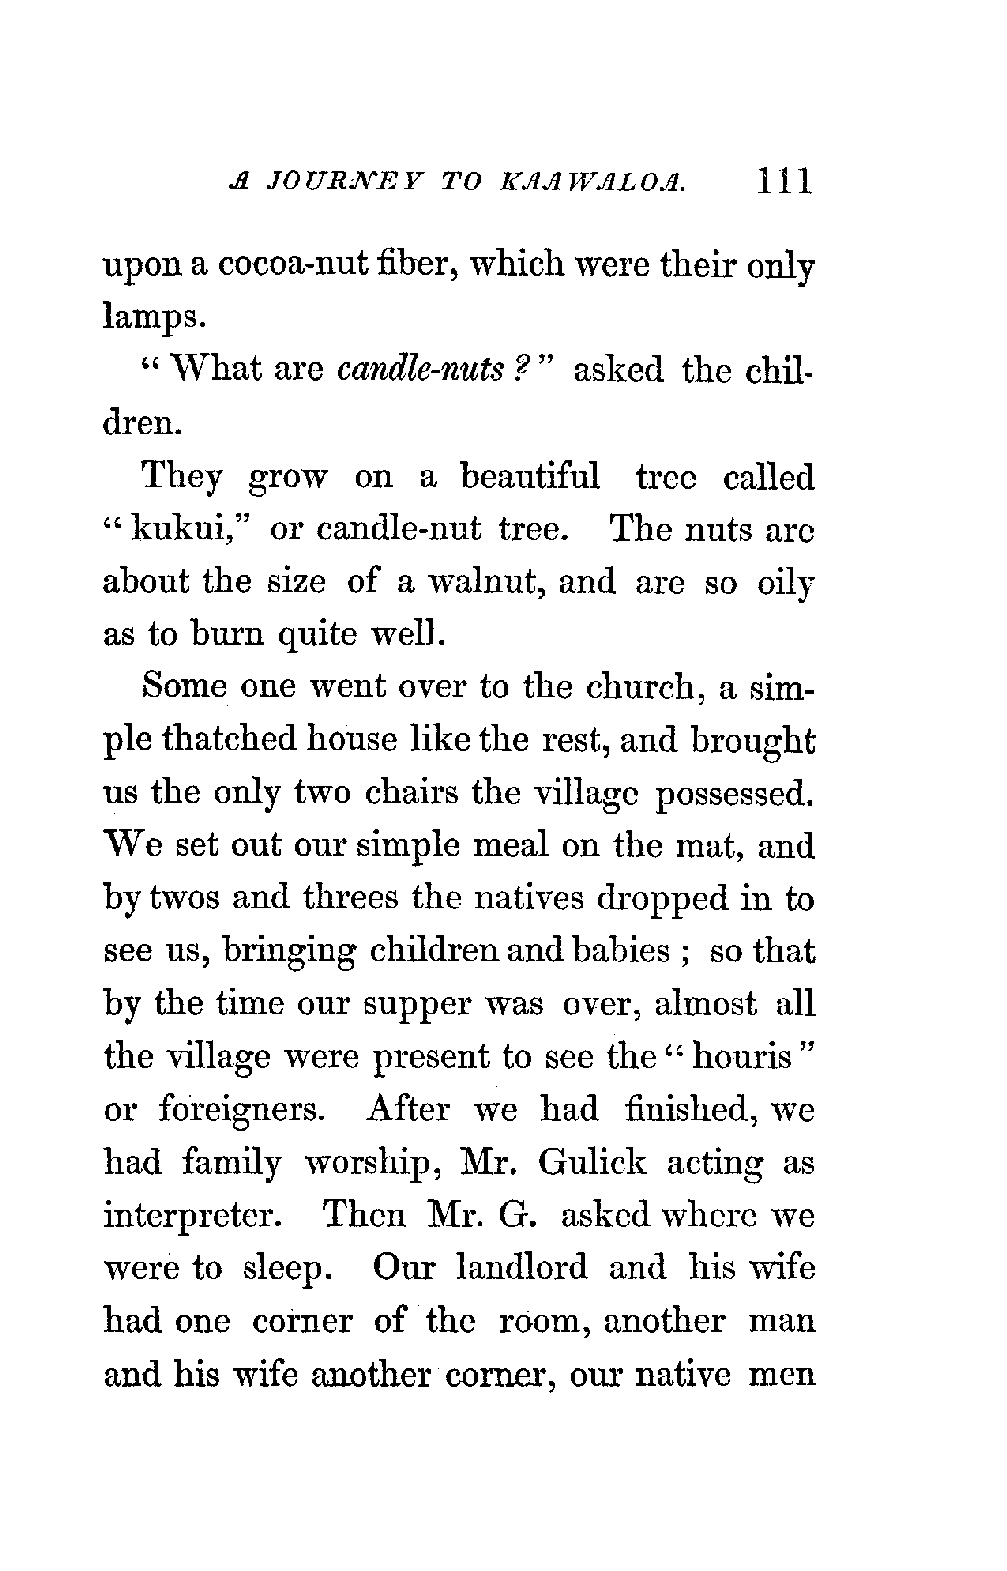 A JOURNEY TO KAAWALOA. 111
upon a cocoa-nut fiber, which were their only
lamps.
“ What are candle-nuts ? ” asked the chil-
dren.
They grow on a beautiful tree called
“ kukui,” or candle-nut tree. The nuts are
about the size of a walnut, and are so oily
as to burn quite well.
Some one went over to the church, a sim-
ple thatched house like the rest, and brought
us the only two chairs the village possessed.
We set out our simple meal on the mat, and
by twos and threes the natives dropped in to
see us, bringing children and babies ; so that
by the time our supper was over, almost all
the village were present to see the “ houris ”
or foreigners. After we had finished, we
had family worship, Mr. Gulick acting as
interpreter. Then Mr. G. asked where we
were to sleep. Our landlord and his wife
had one corner of the room, another man
and his wife another corner, our native men